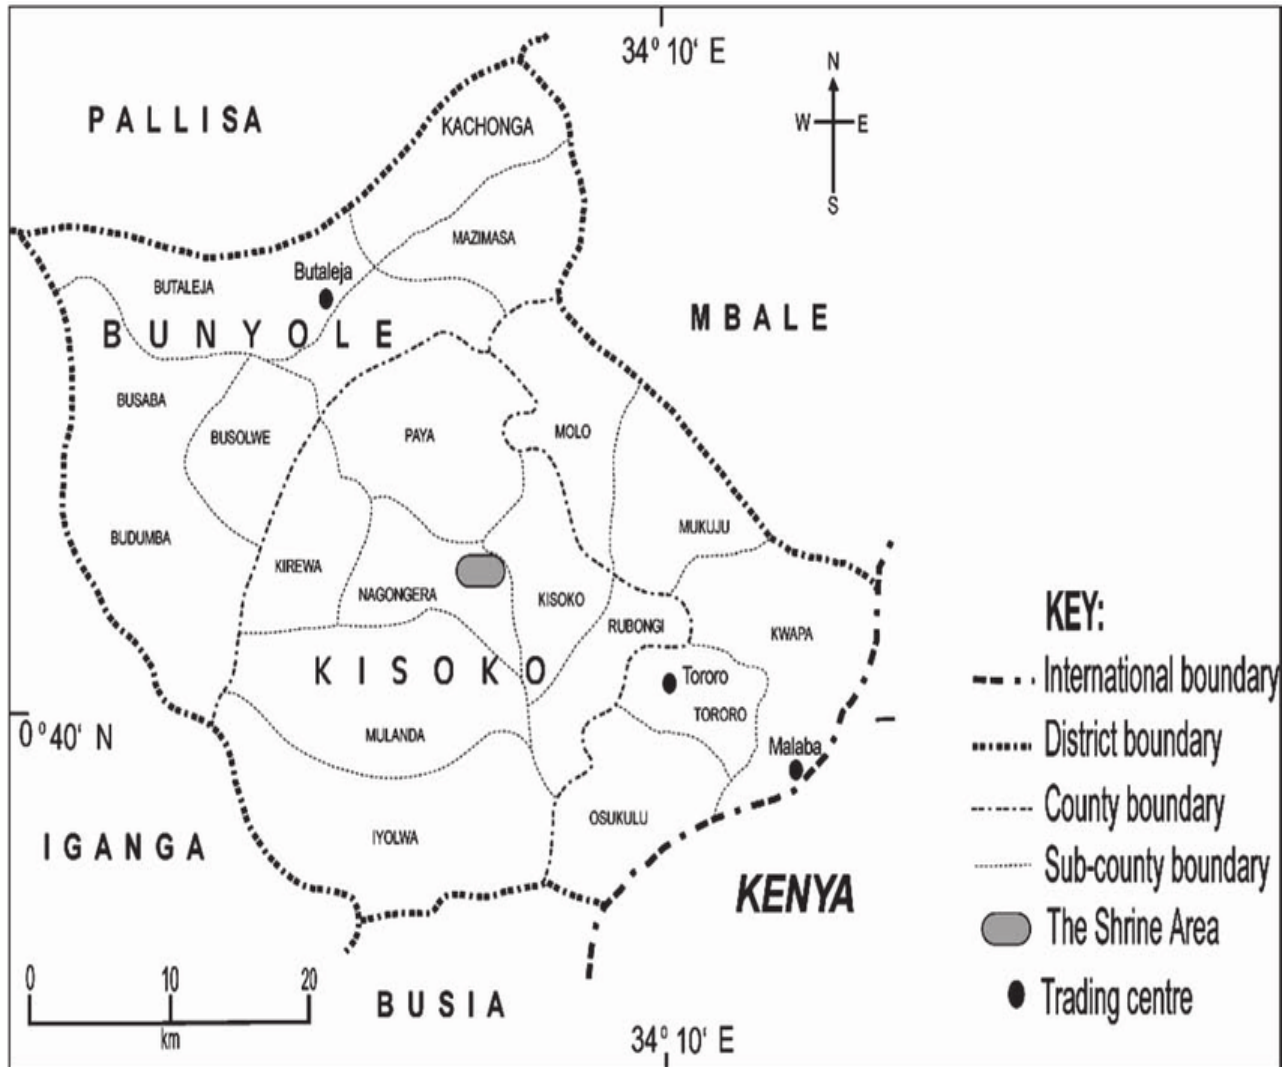 34° 10' E
N
W E
S
PALLISA
KACHONGA
MAZIMASA
BUTALEJA
Butaleja
BUNYOLE
MBALE
BUSABA
BUSOLWE
PAYA
MOLO
MUKUJU
BUDUMBA
KIREWA
NAGONGERA
KISOKO
RUBONGI
KWAPA
KISOKO
Tororo
TORORO
0°40' N
MULANDA
Malaba
IYOLWA
OSUKULU
IGANGA
KENYA
BUSIA
0 10 20
km
34° 10' E
KEY:
International boundary
District boundary
County boundary
Sub-county boundary
The Shrine Area
Trading centre